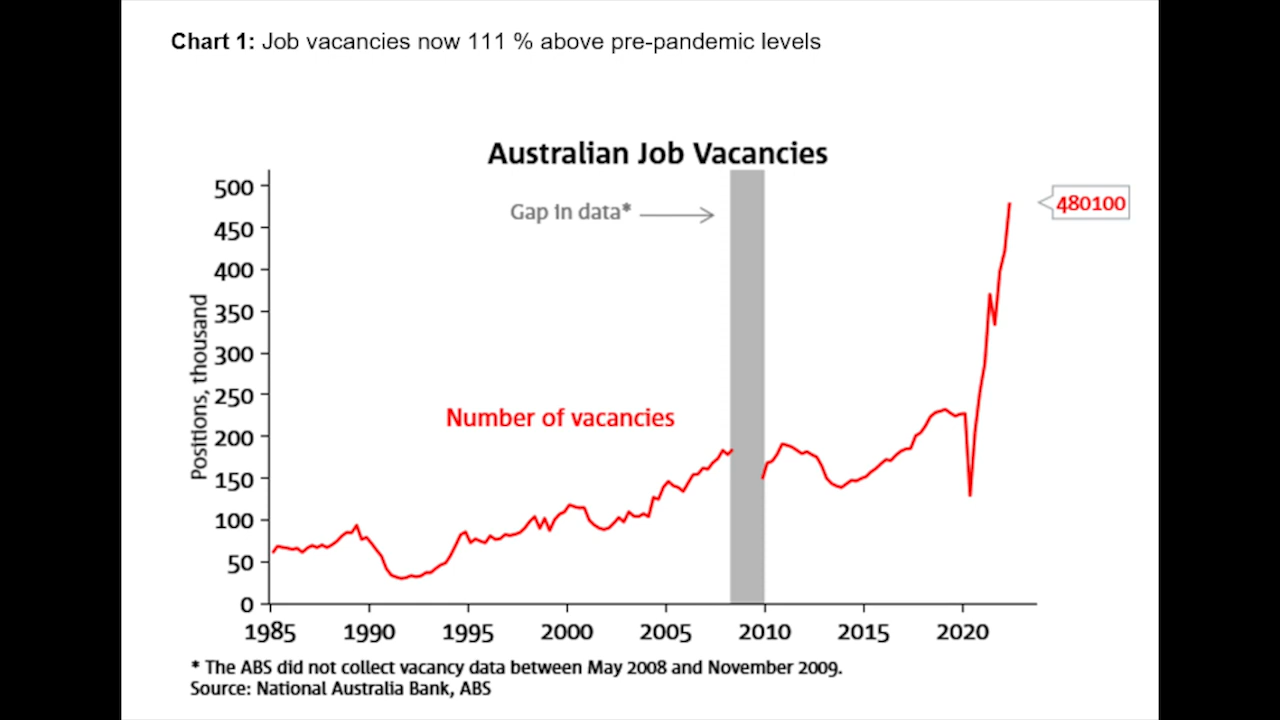 Chart 1: Job vacancies now 111 % above pre-pandemic levels
Australian Job Vacancies
Gap in data*
480100
Number of vacancies
Positions, thousand
500
450
400
350
300
250
200
150
100
50
0
1985 1990 1995 2000 2005 2010 2015 2020
* The ABS did not collect vacancy data between May 2008 and November 2009.
Source: National Australia Bank, ABS